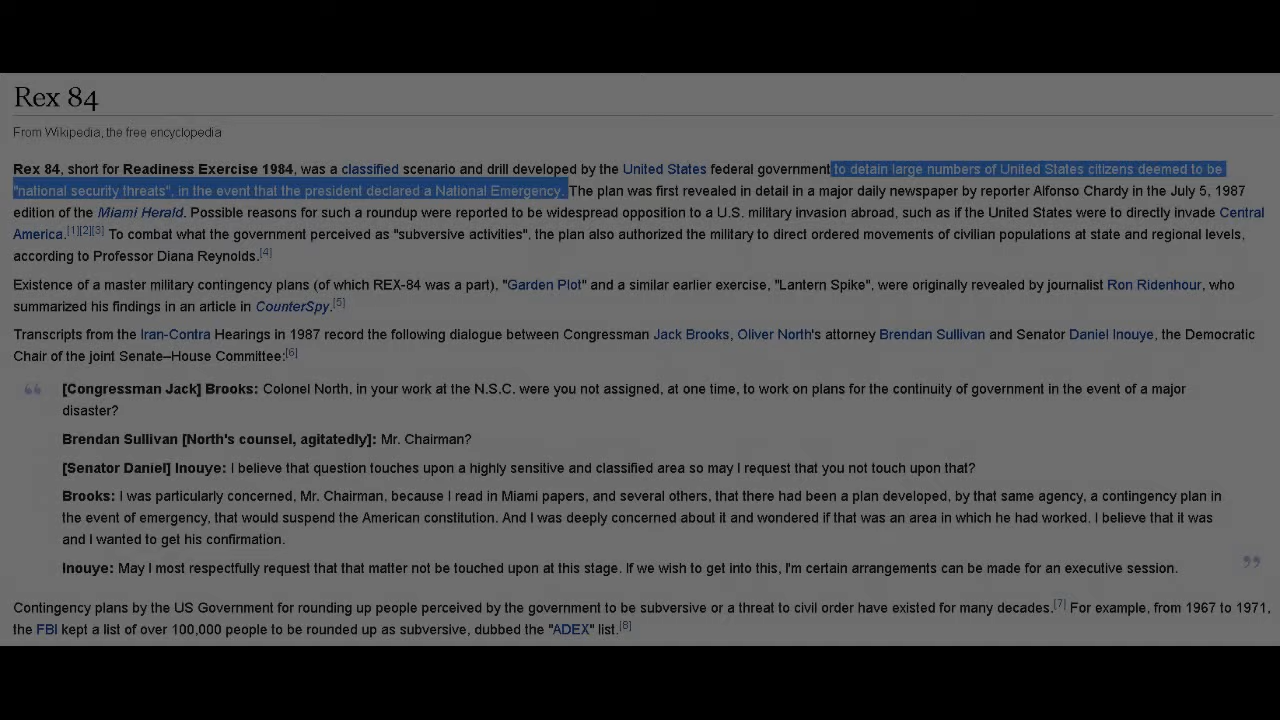 Rex 84
From Wikipedia, the free encyclopedia
Rex 84, short for Readiness Exercise 1984, was a classified scenario and drill developed by the United States federal government to detain large numbers of United States citizens deemed to be
"national security threats", in the event that the president declared a National Emergency. The plan was first revealed in detail in a major daily newspaper by reporter Alfonso Chardy in the July 5, 1987
edition of the Miami Herald. Possible reasons for such a roundup were reported to be widespread opposition to a U.S. military invasion abroad, such as if the United States were to directly invade Central
America.[1][2][3] To combat what the government perceived as "subversive activities", the plan also authorized the military to direct ordered movements of civilian populations at state and regional levels,
according to Professor Diana Reynolds.[4]
Existence of a master military contingency plans (of which REX-84 was a part), "Garden Plot" and a similar earlier exercise, "Lantern Spike", were originally revealed by journalist Ron Ridenhour, who
summarized his findings in an article in CounterSpy.[5]
Transcripts from the Iran-Contra Hearings in 1987 record the following dialogue between Congressman Jack Brooks, Oliver North's attorney Brendan Sullivan and Senator Daniel Inouye, the Democratic
Chair of the joint Senate–House Committee:[6]
“ [Congressman Jack] Brooks: Colonel North, in your work at the N.S.C. were you not assigned, at one time, to work on plans for the continuity of government in the event of a major
disaster?
Brendan Sullivan [North's counsel, agitatedly]: Mr. Chairman?
[Senator Daniel] Inouye: I believe that question touches upon a highly sensitive and classified area so may I request that you not touch upon that?
Brooks: I was particularly concerned, Mr. Chairman, because I read in Miami papers, and several others, that there had been a plan developed, by that same agency, a contingency plan in
the event of emergency, that would suspend the American constitution. And I was deeply concerned about it and wondered if that was an area in which he had worked. I believe that it was
and I wanted to get his confirmation.
Inouye: May I most respectfully request that that matter not be touched upon at this stage. If we wish to get into this, I'm certain arrangements can be made for an executive session. ”
Contingency plans by the US Government for rounding up people perceived by the government to be subversive or a threat to civil order have existed for many decades.[7] For example, from 1967 to 1971,
the FBI kept a list of over 100,000 people to be rounded up as subversive, dubbed the "ADEX" list.[8]